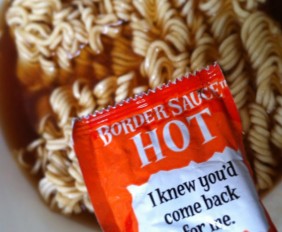 BORDER SAUCE
HOT
I knew you'd
come back
for me.